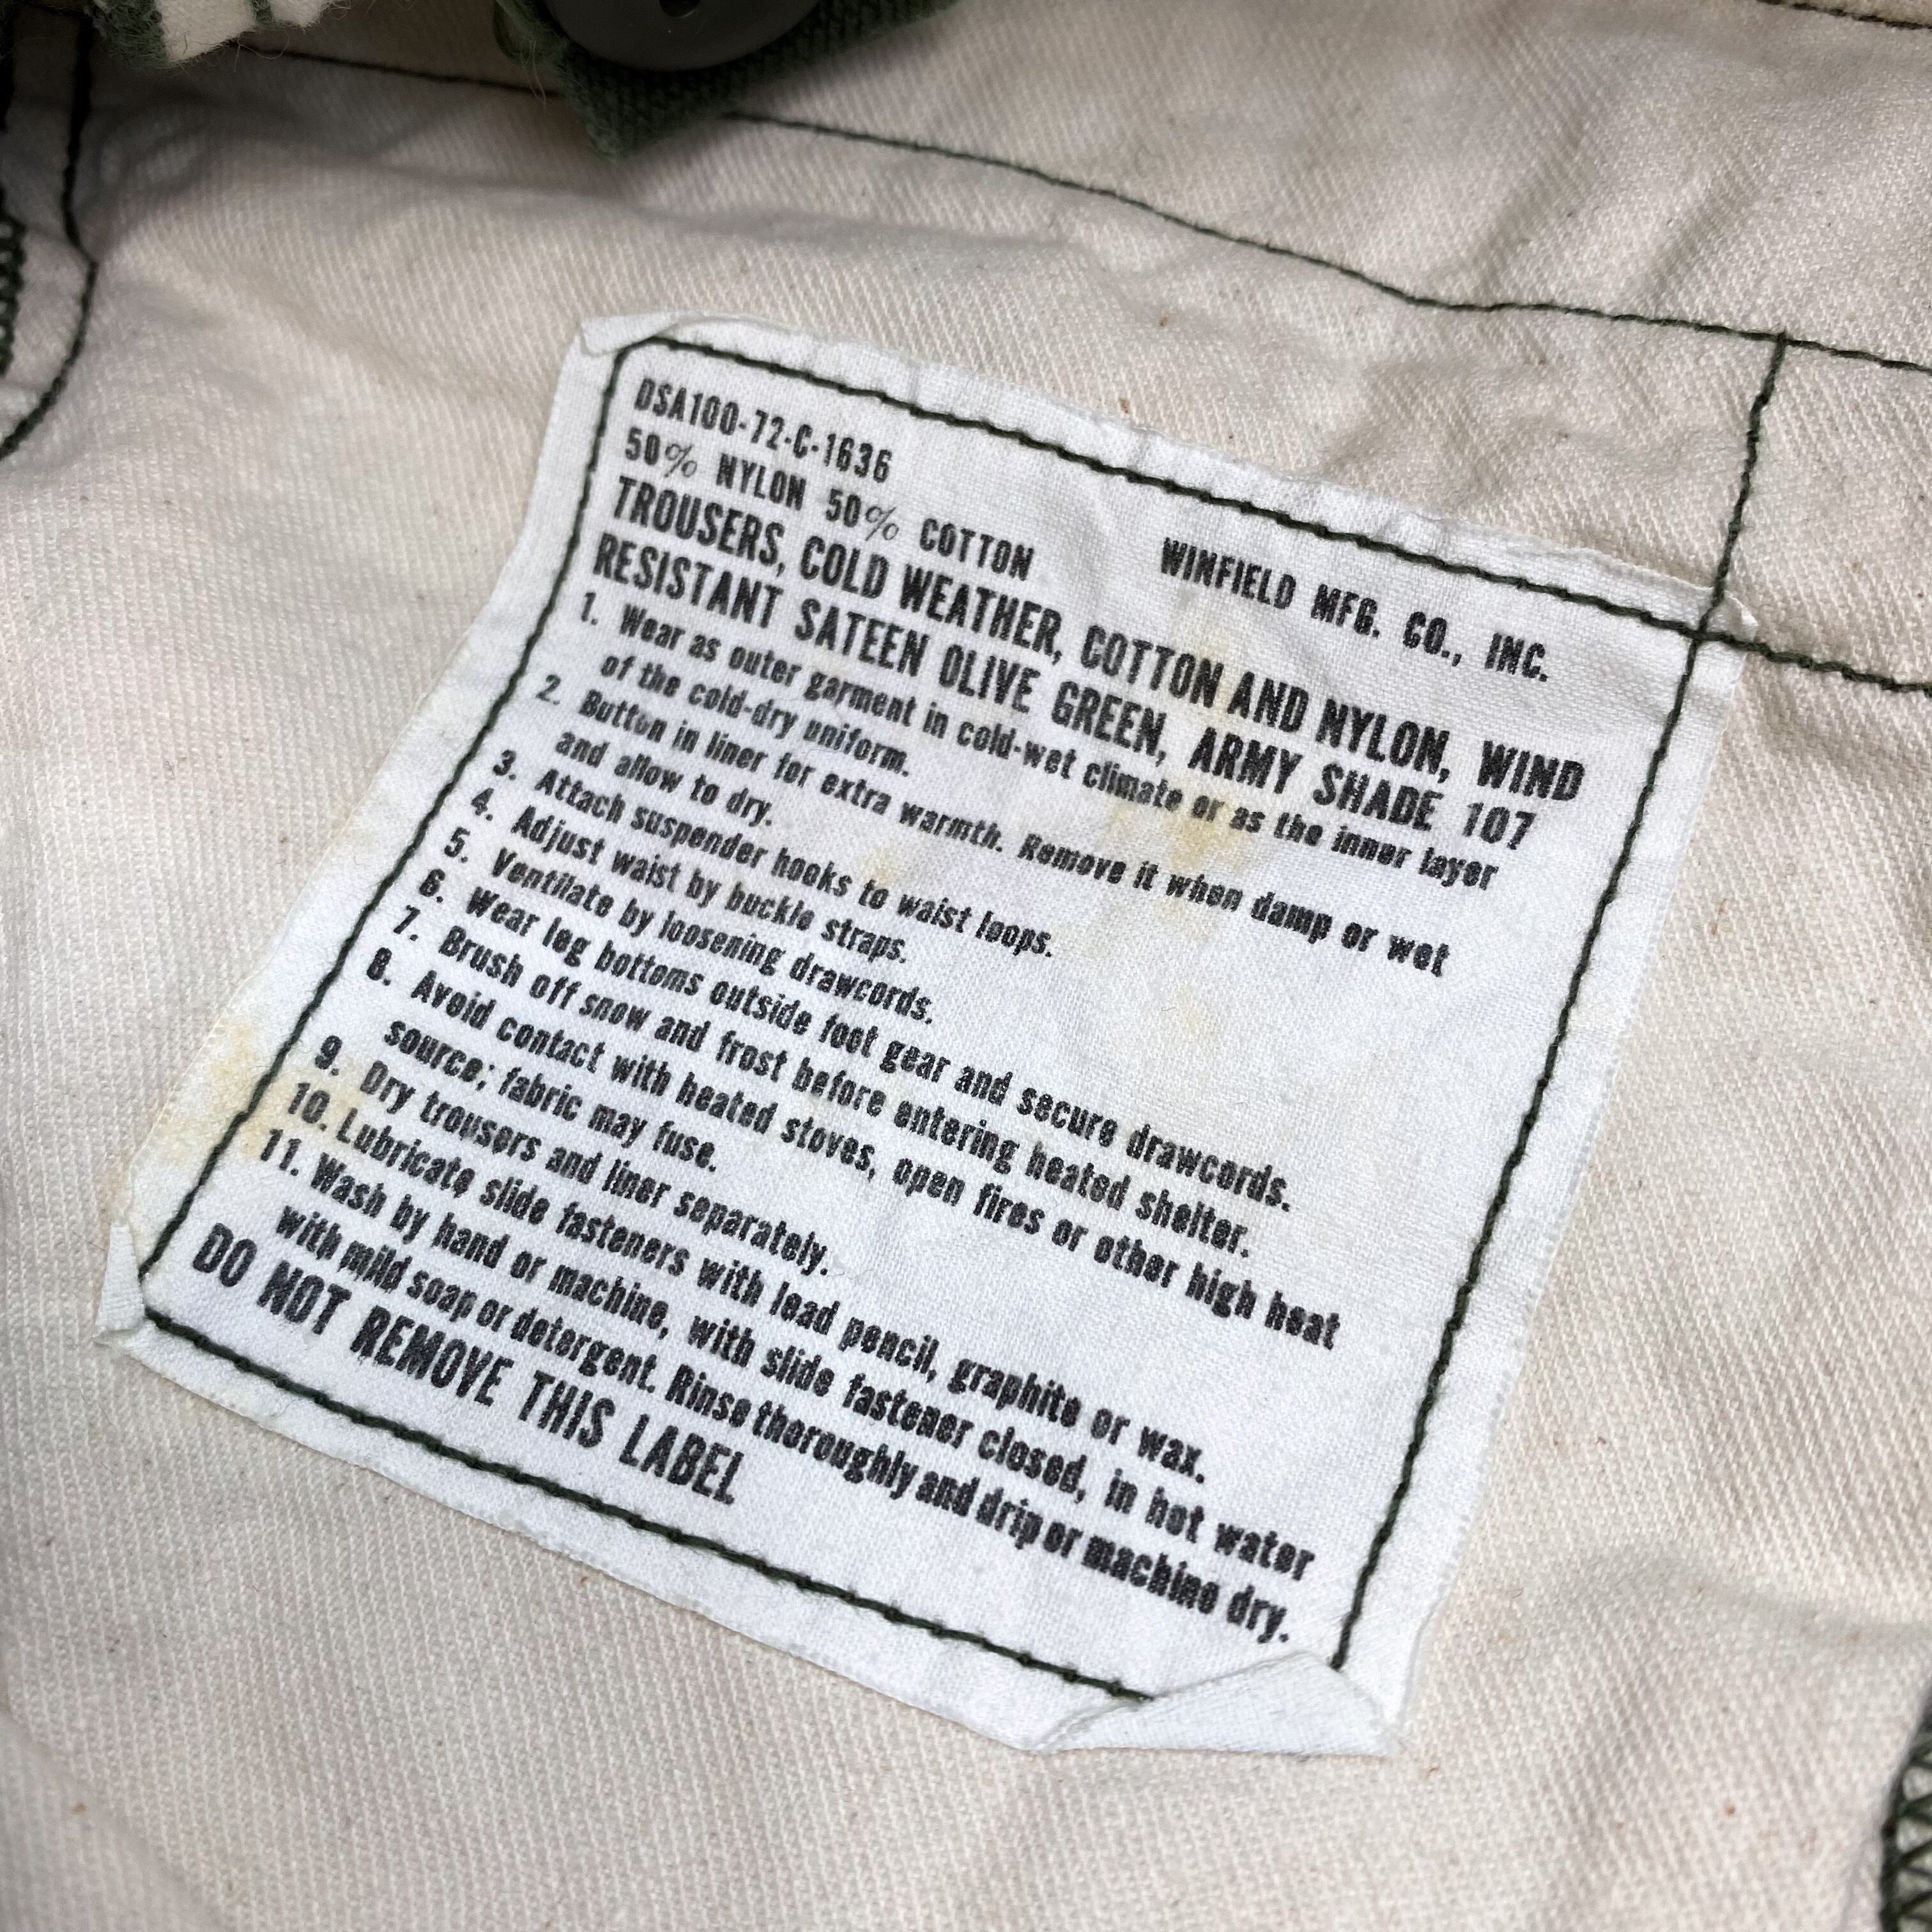 DSA100-72-C-1636
50% NYLON 50% COTTON WINFIELD MFG. CO., INC.
TROUSERS, COLD WEATHER, COTTON AND NYLON, WIND
RESISTANT SATEEN OLIVE GREEN, ARMY SHADE 107
1. Wear as outer garment in cold-wet climate or as the inner layer
of the cold-dry uniform.
2. Button in liner for extra warmth. Remove it when damp or wet
and allow to dry.
3. Attach suspender hooks to waist loops.
4. Adjust waist by buckle straps.
5. Ventilate by loosening drawcords.
6. Wear leg bottoms outside foot gear and secure drawcords.
7. Brush off snow and frost before entering heated shelter.
8. Avoid contact with heated stoves, open fires or other high heat
source; fabric may fuse.
9. Dry trousers and liner separately.
10. Lubricate slide fasteners with lead pencil, graphite or wax.
11. Wash by hand or machine, with slide fastener closed, in hot water
with mild soap or detergent. Rinse thoroughly and drip or machine dry.
DO NOT REMOVE THIS LABEL